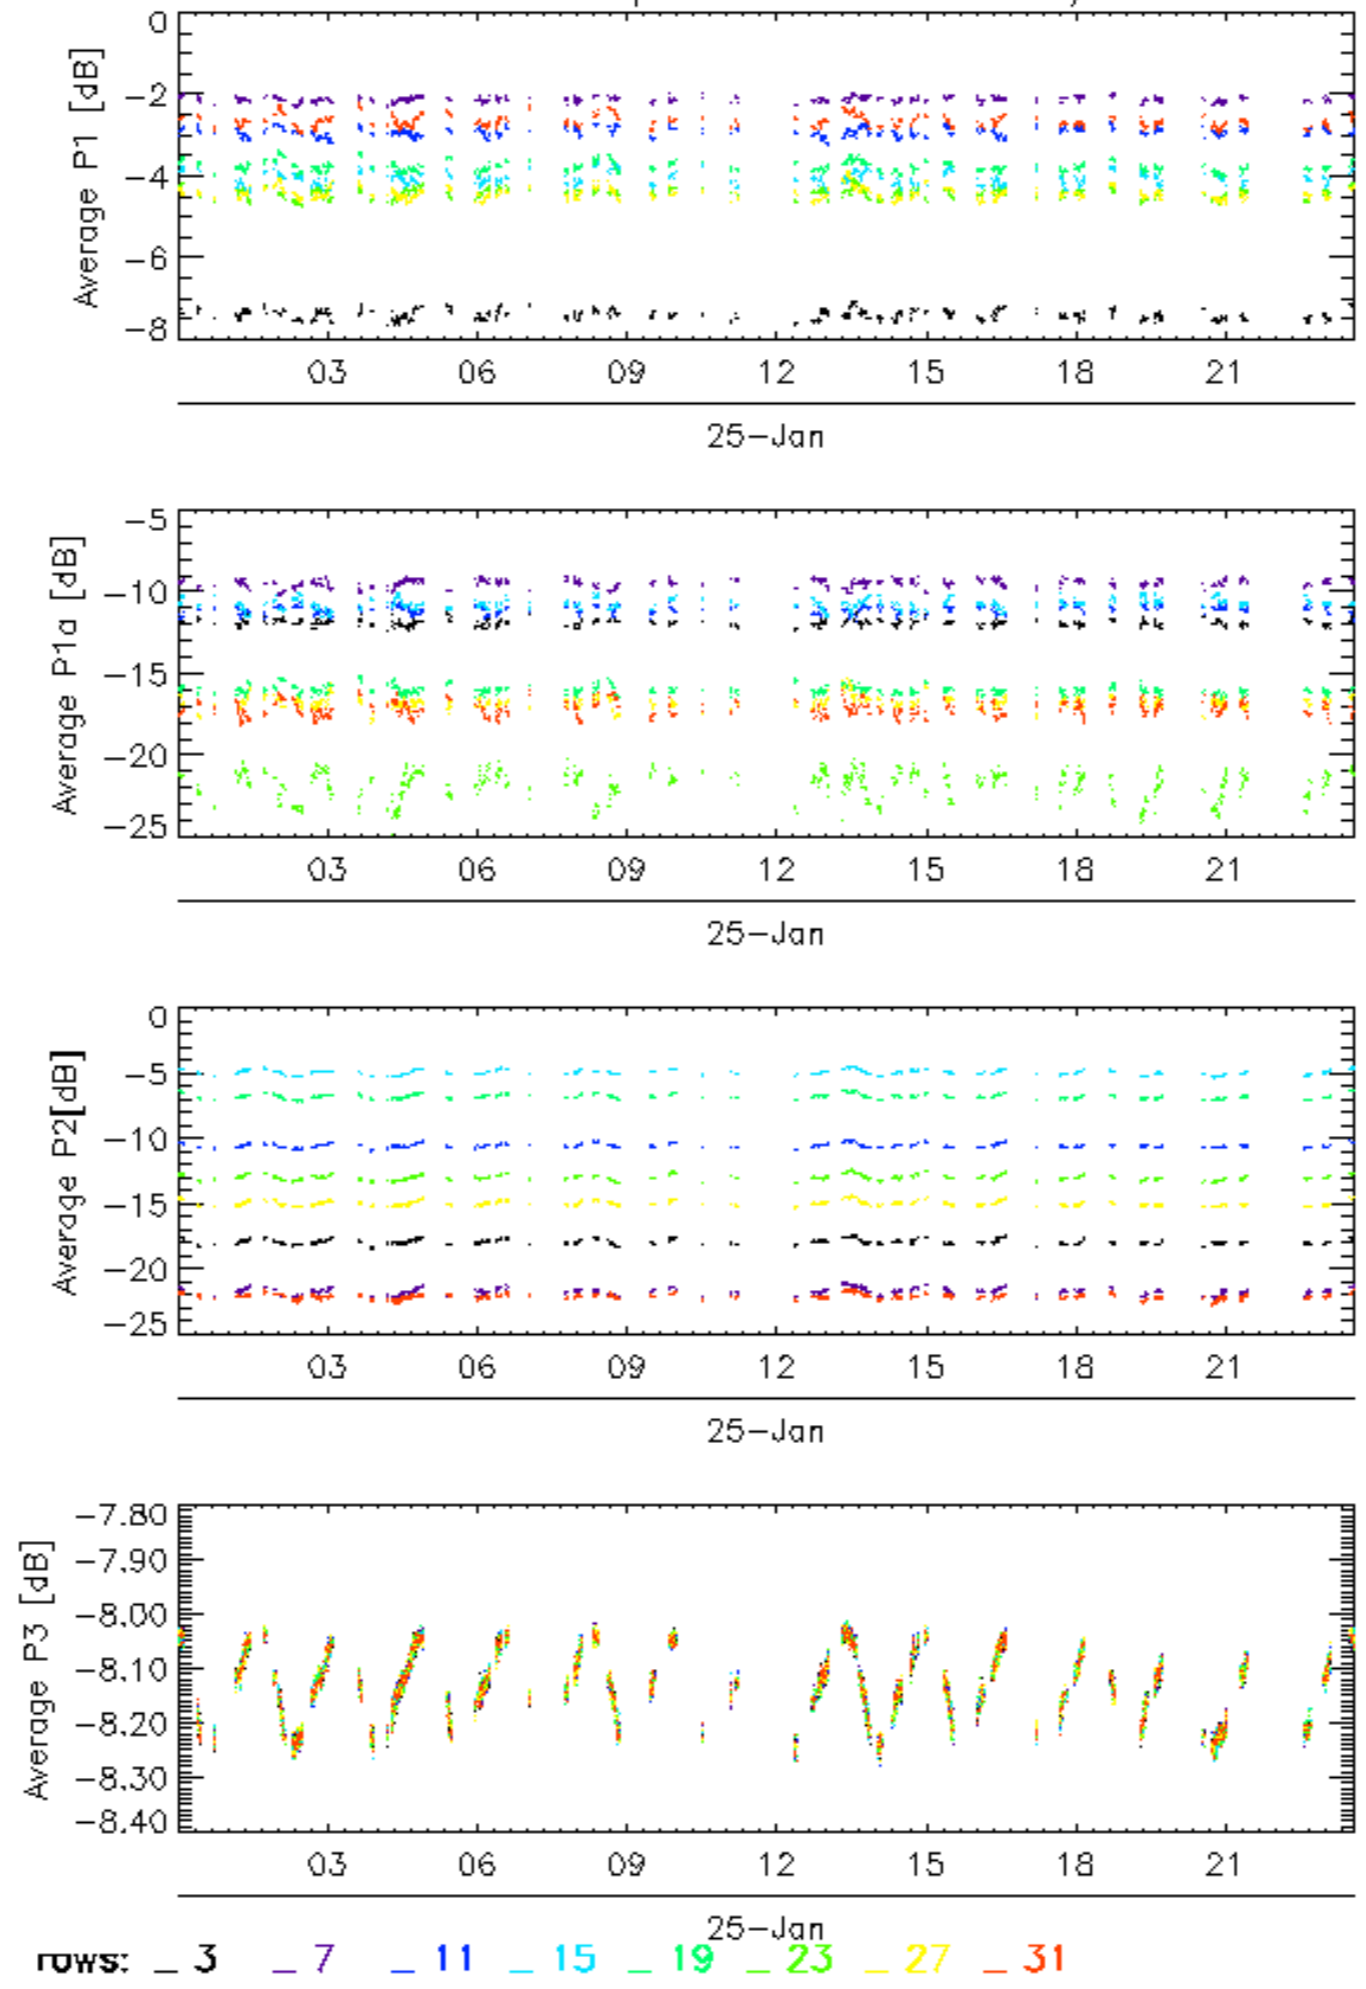 Average P1 [dB]
0
−2
−4
−6
−8
03 06 09 12 15 18 21
25−Jan
Average P1a [dB]
−5
−10
−15
−20
−25
03 06 09 12 15 18 21
25−Jan
Average P2[dB]
0
−5
−10
−15
−20
−25
03 06 09 12 15 18 21
25−Jan
Average P3 [dB]
−7.80
−7.90
−8.00
−8.10
−8.20
−8.30
−8.40
03 06 09 12 15 18 21
25−Jan
rows: _ 3 _ 7 _ 11 _ 15 _ 19 _ 23 _ 27 _ 31